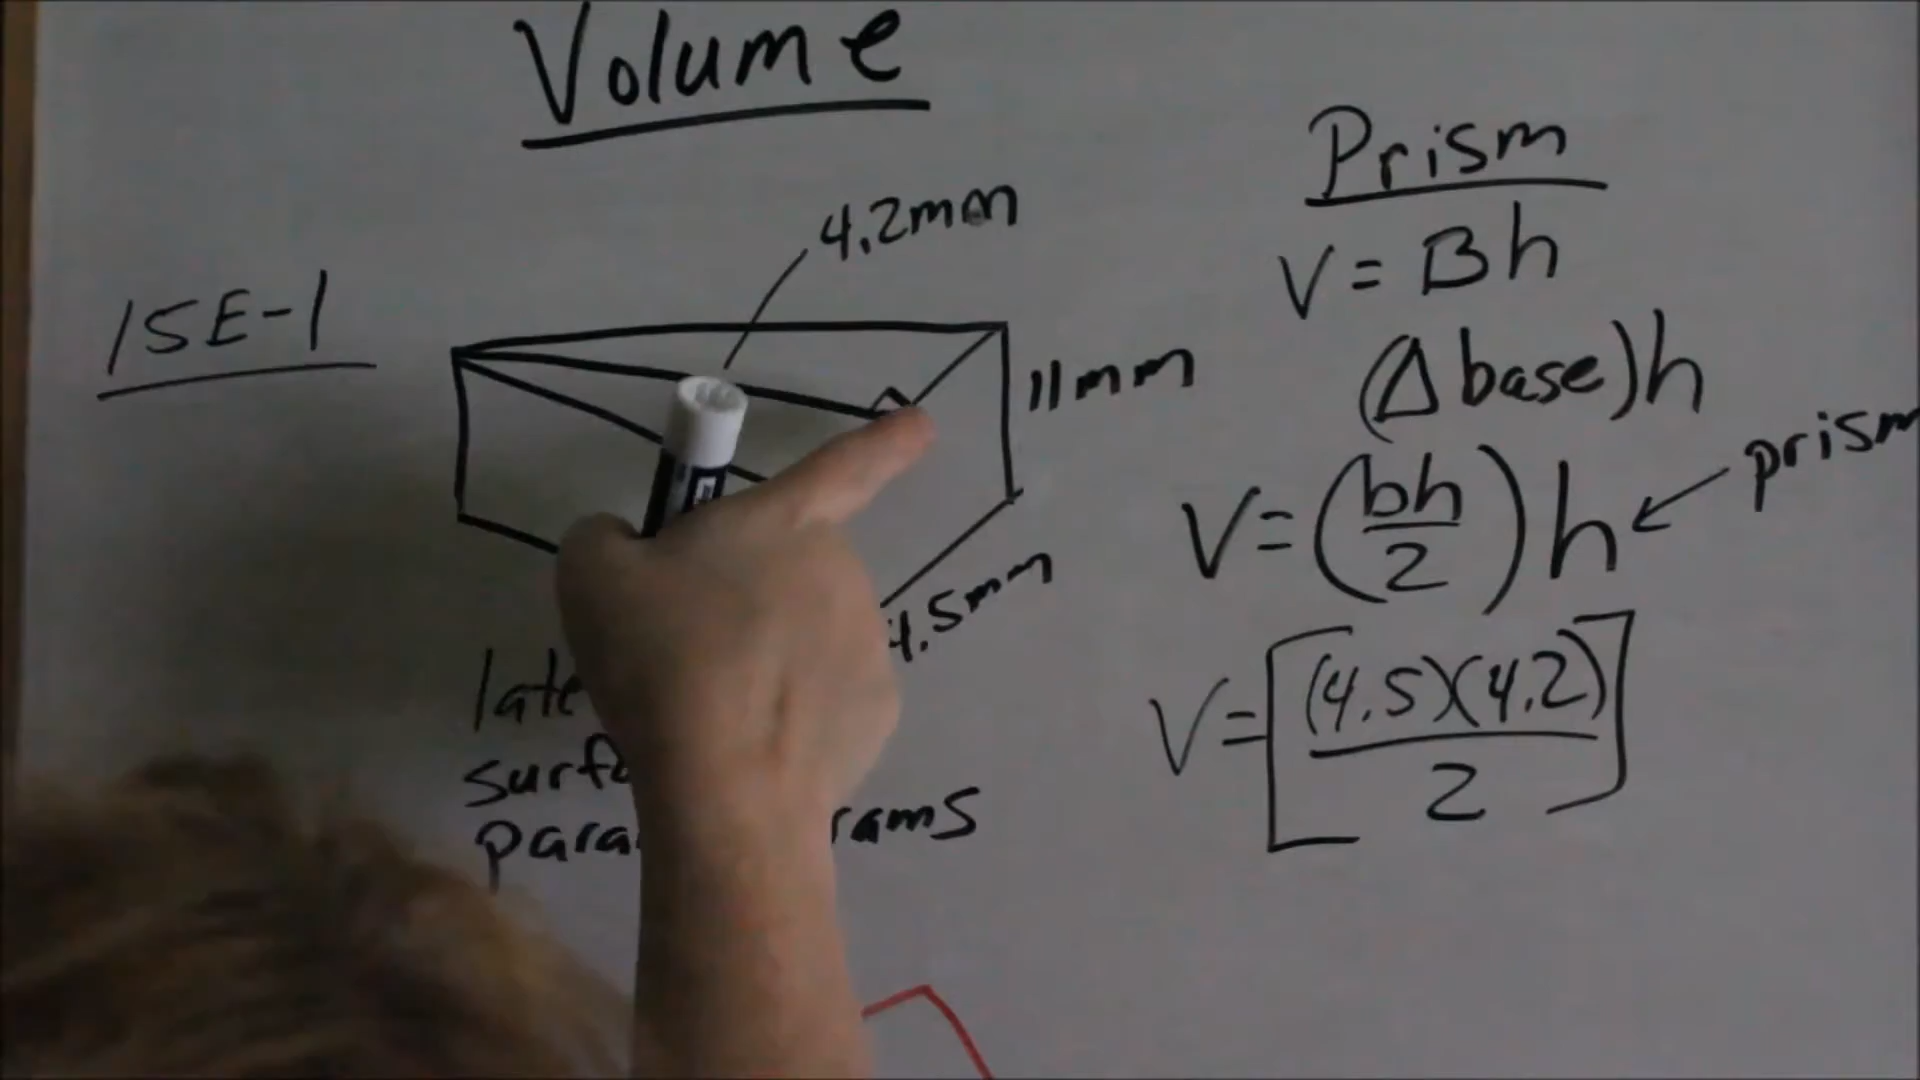 Volume
15E-1
4.2mm
11mm
4.5mm
rams
Prism
V = Bh
(Δ base)h
V = (bh/2)h ← prism
V = [(4.5)(4.2)/2]